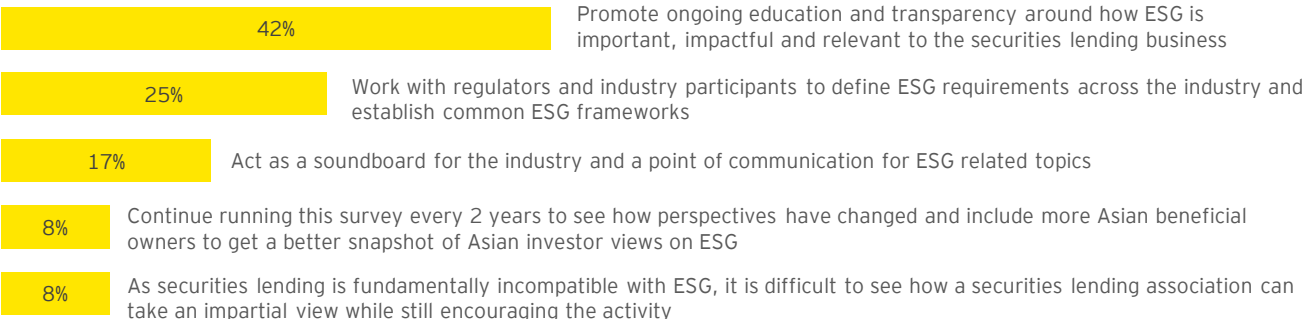 42%
Promote ongoing education and transparency around how ESG is
important, impactful and relevant to the securities lending business
25%
Work with regulators and industry participants to define ESG requirements across the industry and
establish common ESG frameworks
17%
Act as a soundboard for the industry and a point of communication for ESG related topics
8%
Continue running this survey every 2 years to see how perspectives have changed and include more Asian beneficial
owners to get a better snapshot of Asian investor views on ESG
8%
As securities lending is fundamentally incompatible with ESG, it is difficult to see how a securities lending association can
take an impartial view while still encouraging the activity